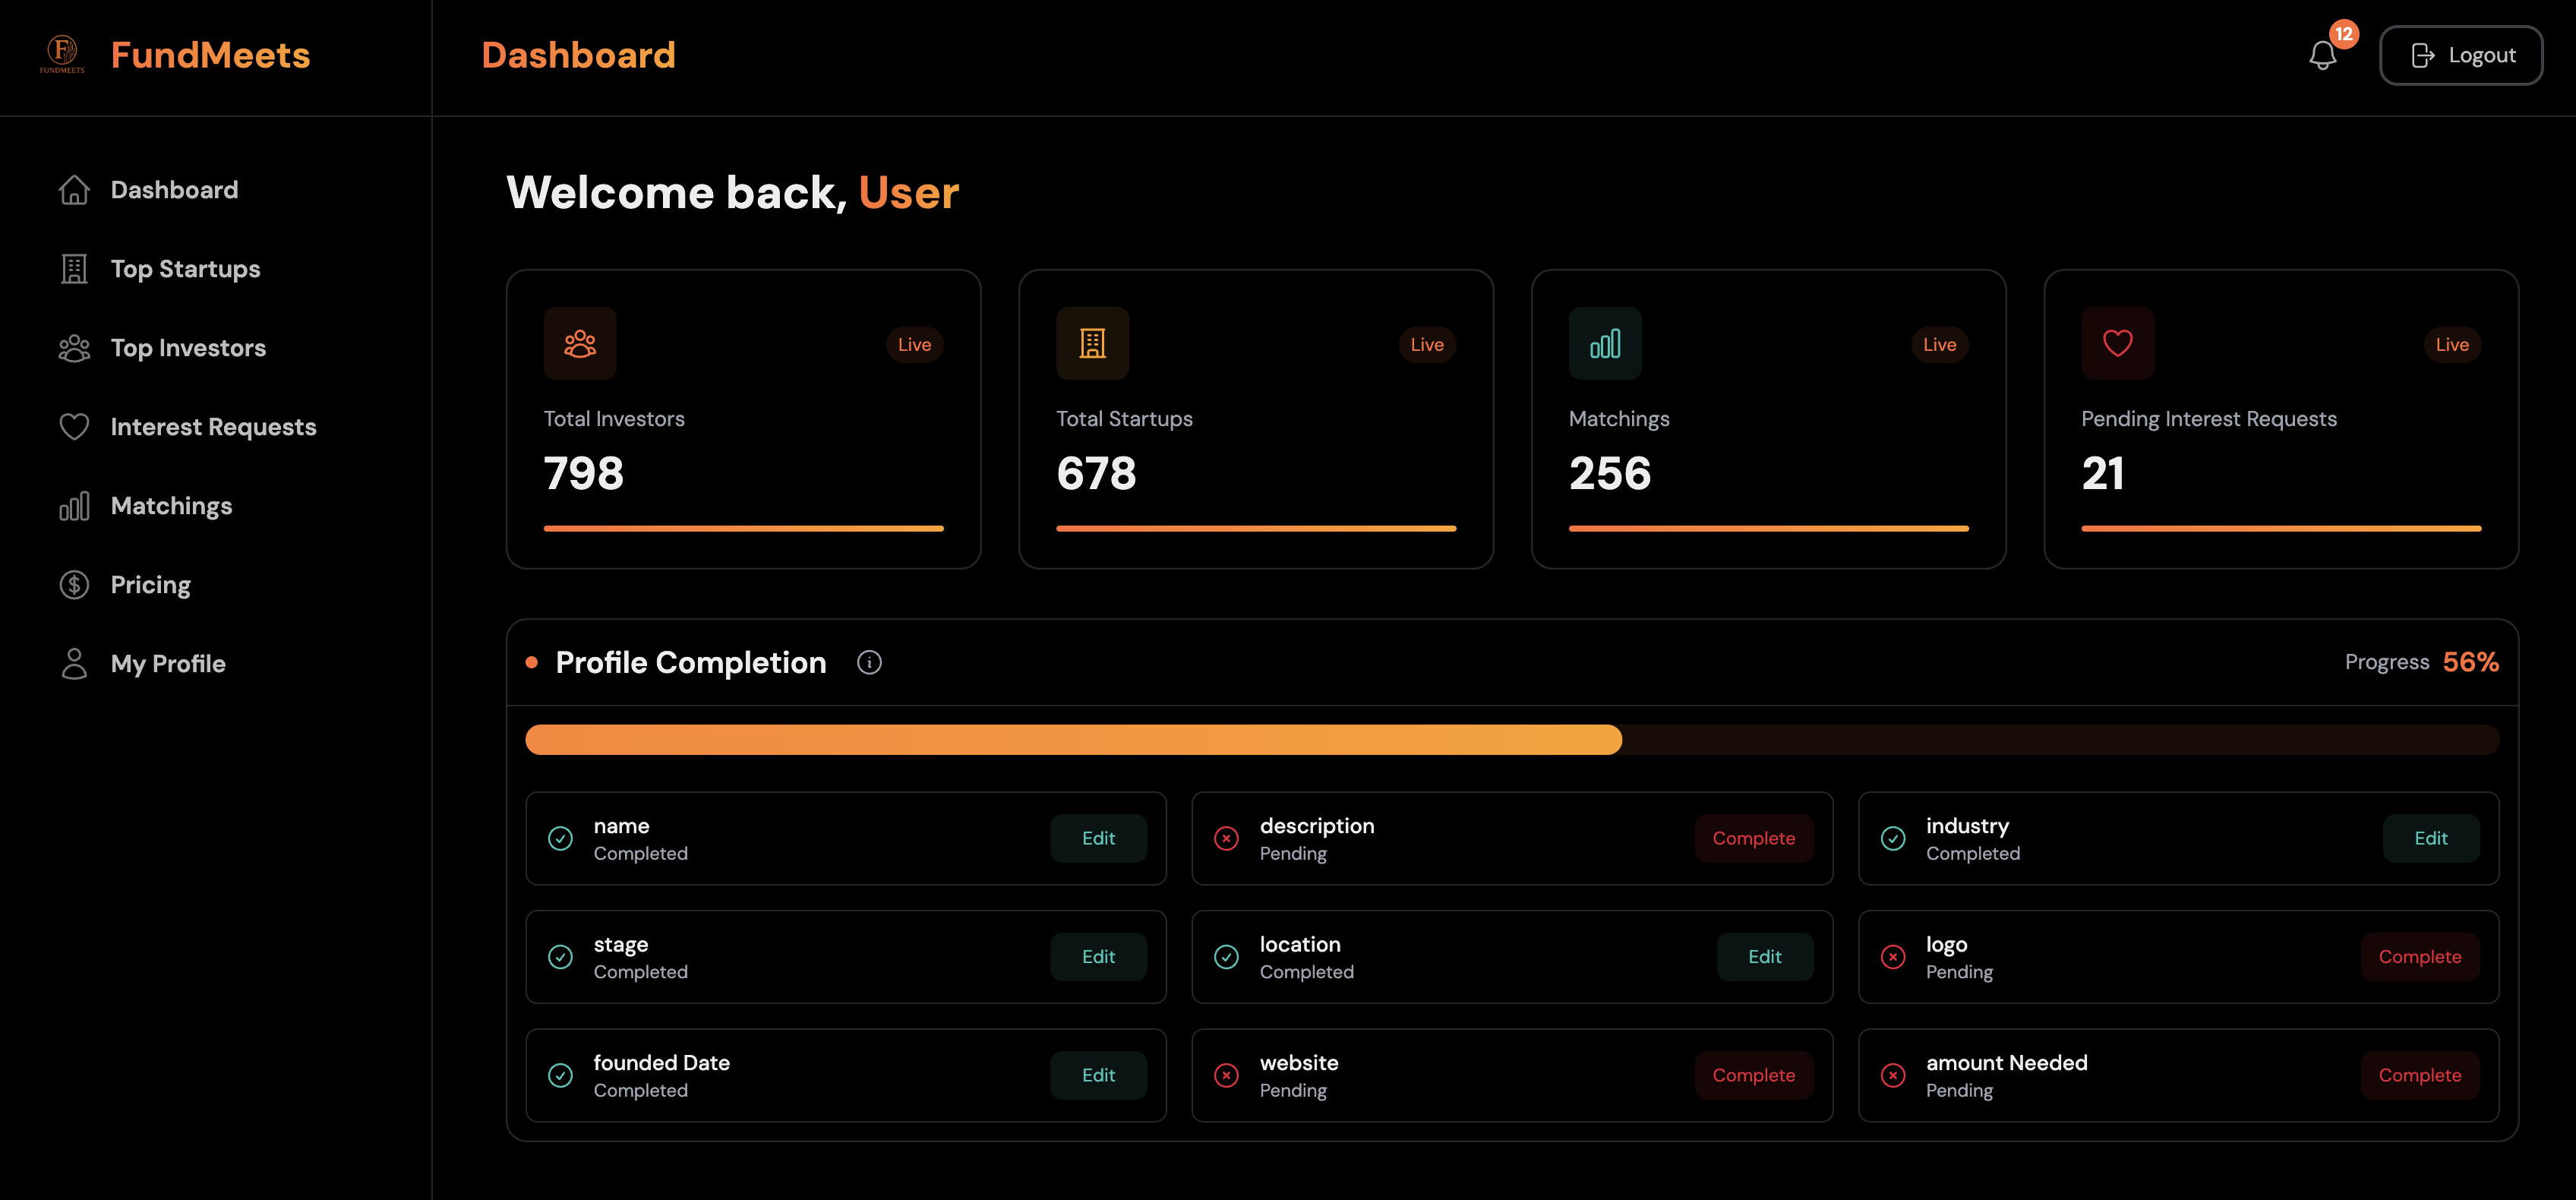 F
FUNDMEETS
FundMeets
Dashboard
12
Logout
Dashboard
Top Startups
Top Investors
Interest Requests
Matchings
Pricing
My Profile
Welcome back, User
Live
Total Investors
798
Live
Total Startups
678
Live
Matchings
256
Live
Pending Interest Requests
21
Profile Completion
Progress 56%
name
Completed
Edit
description
Pending
Complete
industry
Completed
Edit
stage
Completed
Edit
location
Completed
Edit
logo
Pending
Complete
founded Date
Completed
Edit
website
Pending
Complete
amount Needed
Pending
Complete